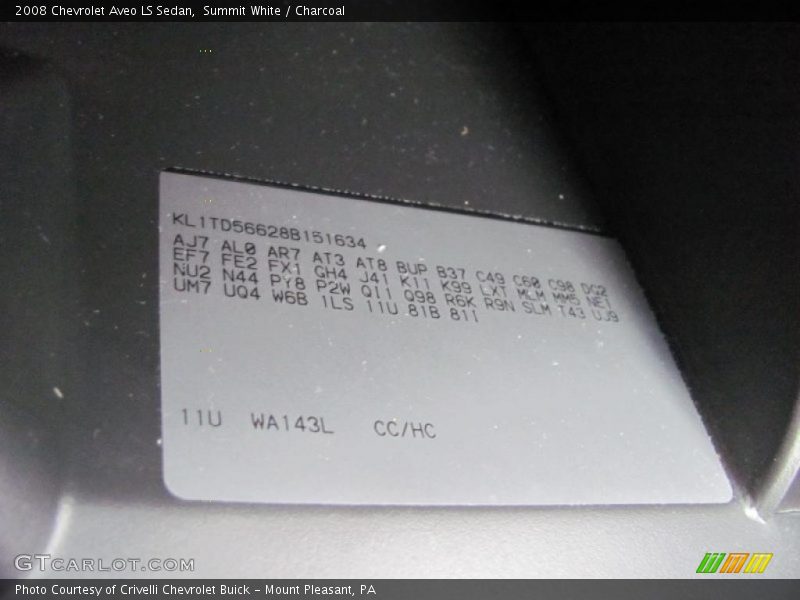 2008 Chevrolet Aveo LS Sedan,  Summit White / Charcoal
KL1TD56628B151634
AJ7 AL0 AR7 AT3 AT8 BUP B37 C49 C60 C98 DG2
EF7 FE2 FX1 GH4 J41 K11 K99 LXT MLM MM5 NE1
NU2 N44 PY8 P2W Q11 Q98 R6K R9N SLM T43 UJ9
UM7 UQ4 W6B 1LS 11U 81B 811
11U WA143L CC/HC
GTCARLOT.COM
Photo Courtesy of Crivelli Chevrolet Buick - Mount Pleasant, PA